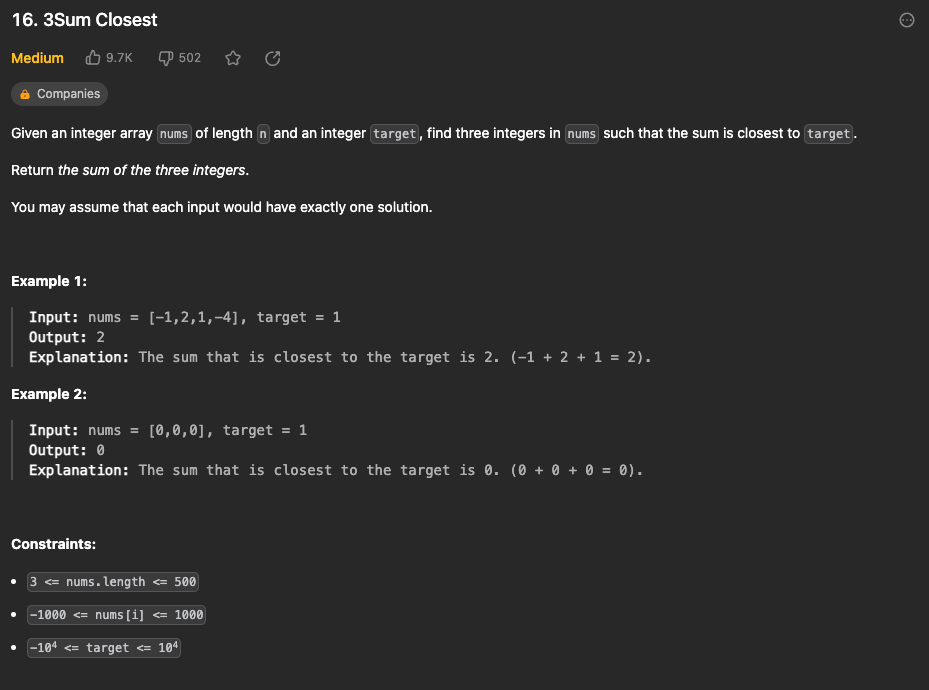 16. 3Sum Closest
Medium 9.7K 502
Companies
Given an integer array nums of length n and an integer target, find three integers in nums such that the sum is closest to target.
Return the sum of the three integers.
You may assume that each input would have exactly one solution.
Example 1:
Input: nums = [-1,2,1,-4], target = 1
Output: 2
Explanation: The sum that is closest to the target is 2. (-1 + 2 + 1 = 2).
Example 2:
Input: nums = [0,0,0], target = 1
Output: 0
Explanation: The sum that is closest to the target is 0. (0 + 0 + 0 = 0).
Constraints:
• 3 <= nums.length <= 500
• -1000 <= nums[i] <= 1000
• -10⁴ <= target <= 10⁴